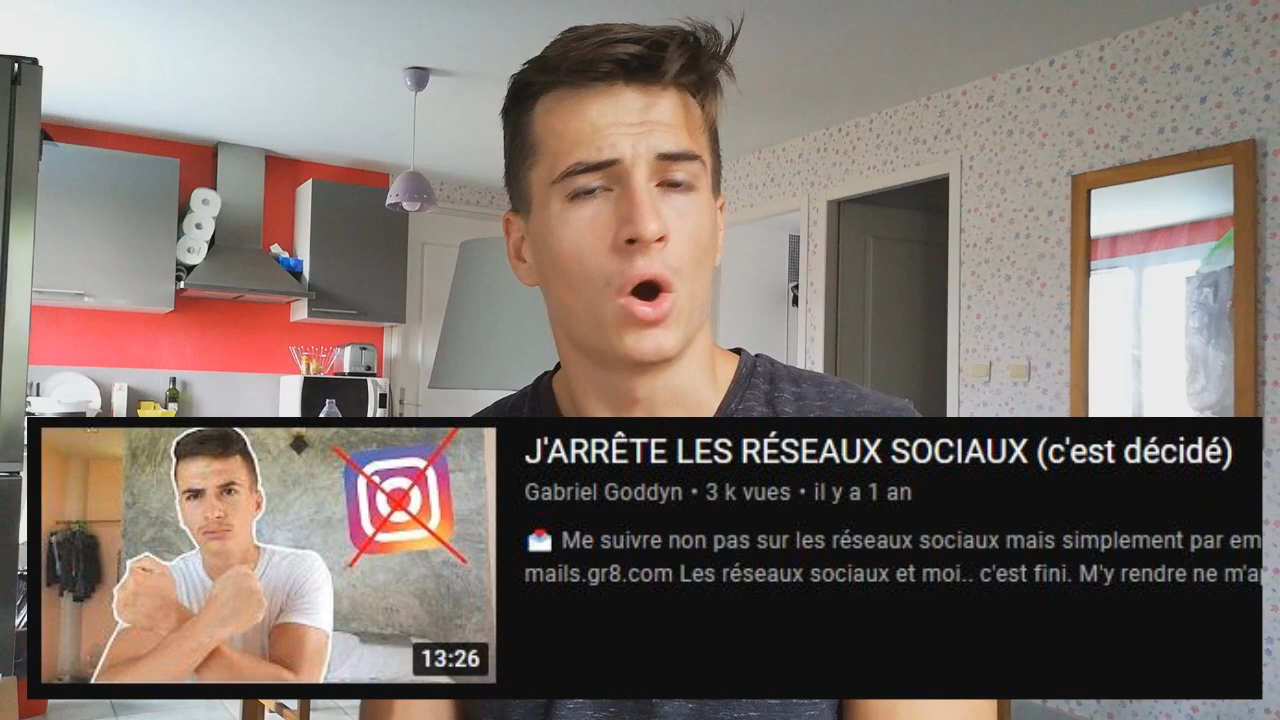 J'ARRÊTE LES RÉSEAUX SOCIAUX (c'est décidé)
Gabriel Goddyn • 3 k vues • il y a 1 an
📩 Me suivre non pas sur les réseaux sociaux mais simplement par em
mails.gr8.com Les réseaux sociaux et moi.. c'est fini. M'y rendre ne m'a
13:26